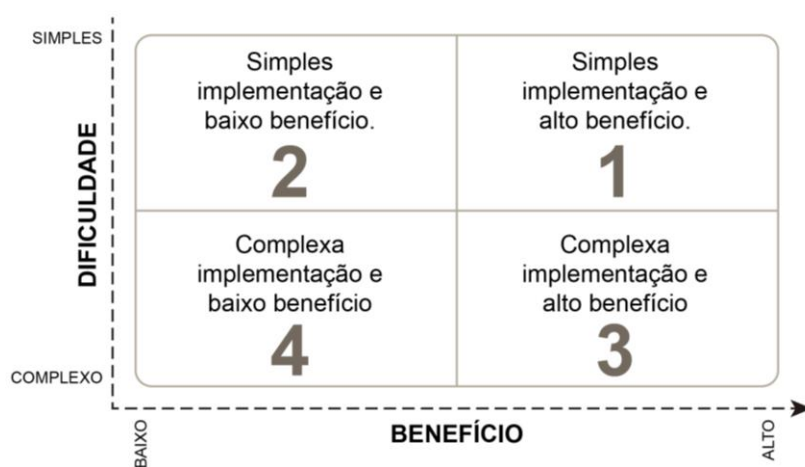 SIMPLES
DIFICULDADE
COMPLEXO
Simples
implementação e
baixo benefício.
2
Simples
implementação e
alto benefício.
1
Complexa
implementação e
baixo benefício
4
Complexa
implementação e
alto benefício
3
BAIXO
BENEFÍCIO
ALTO